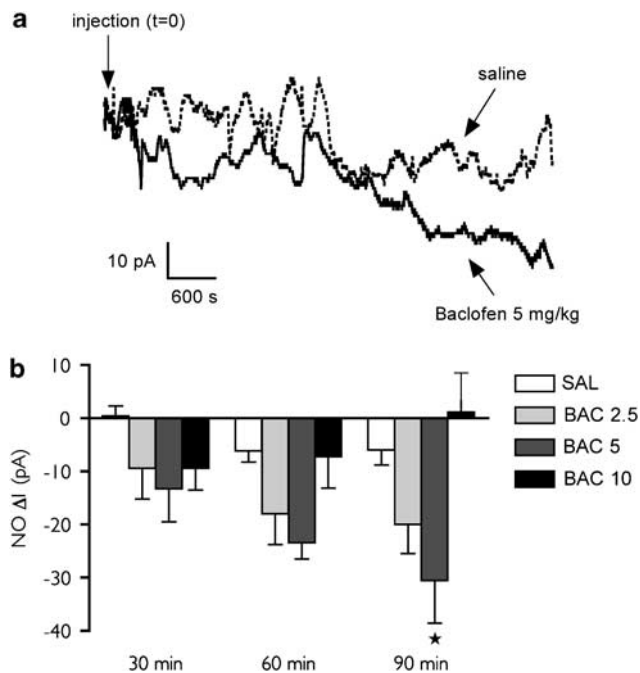 a
injection (t=0)
saline
10 pA
600 s
Baclofen 5 mg/kg
b
10
0
-10
-20
-30
-40
NO ΔI (pA)
SAL
BAC 2.5
BAC 5
BAC 10
★
30 min 60 min 90 min